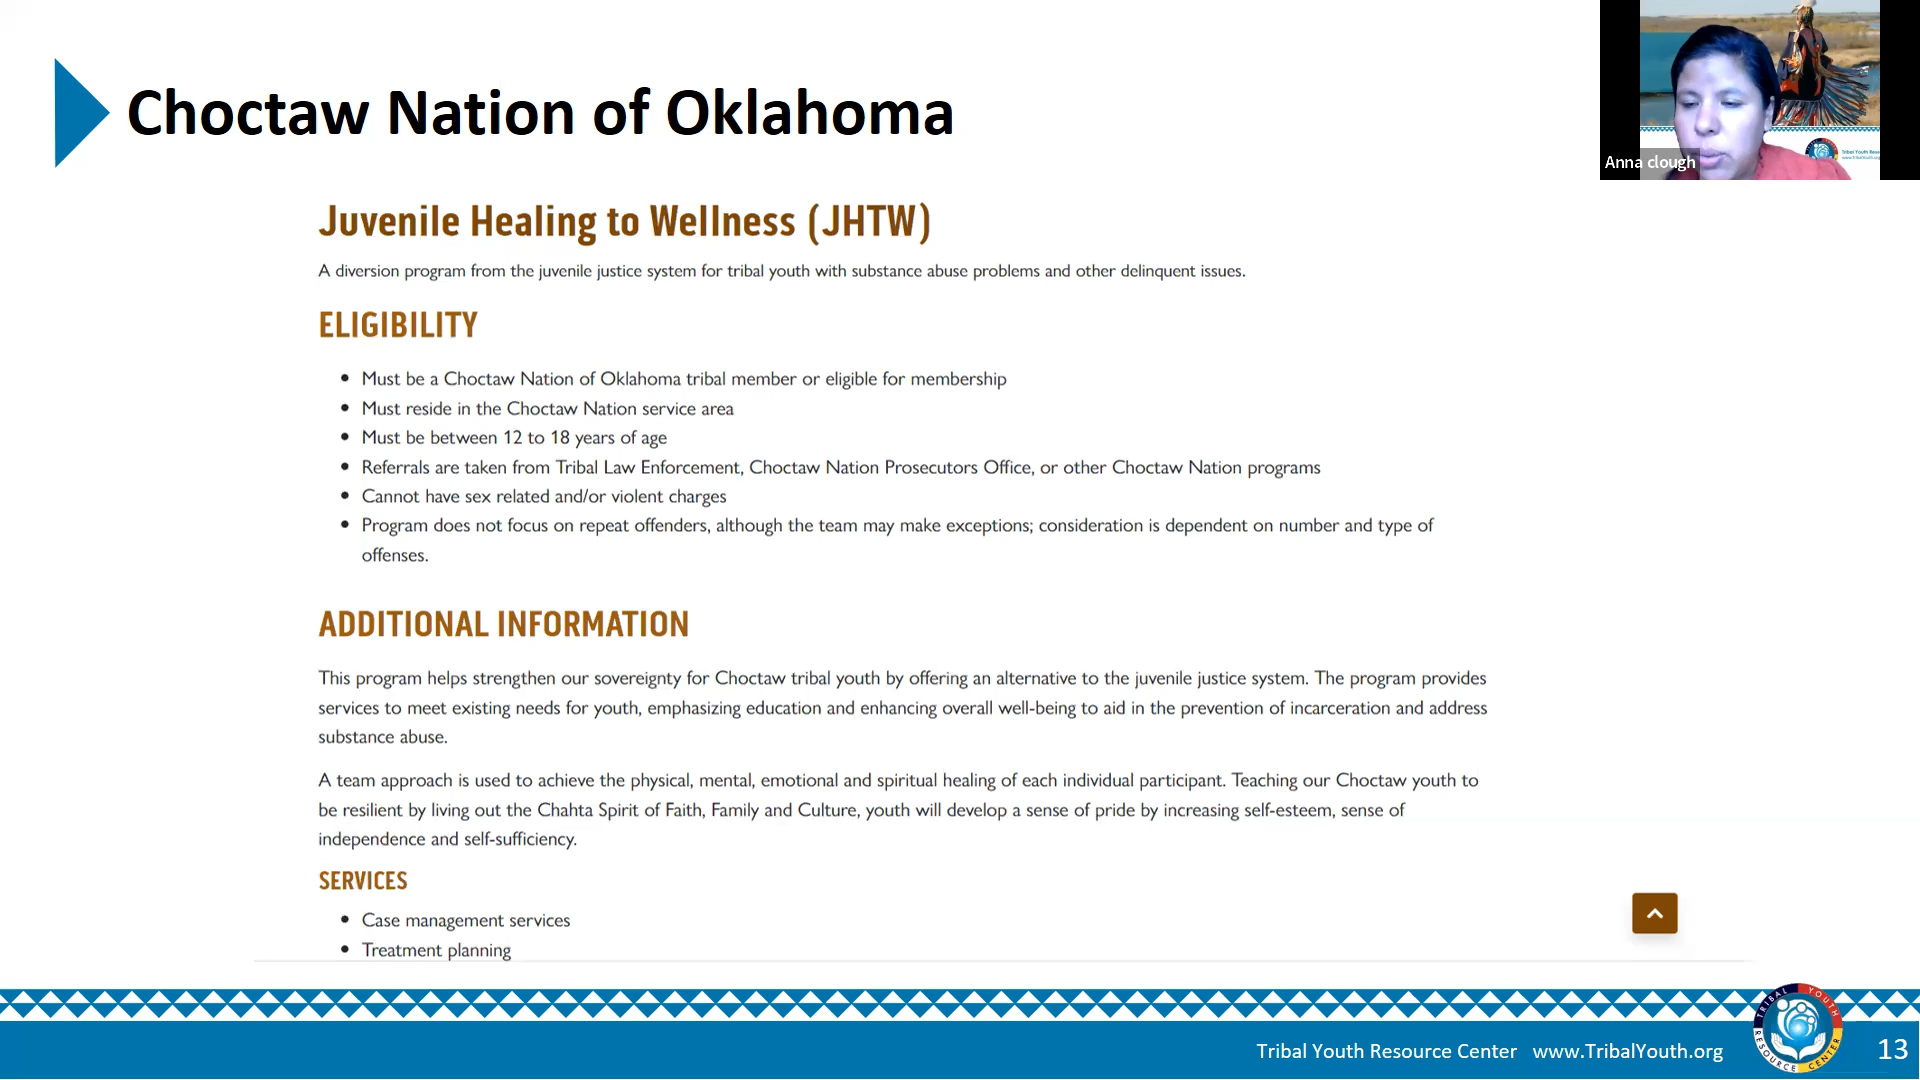 Choctaw Nation of Oklahoma
Anna clough
Juvenile Healing to Wellness (JHTW)
A diversion program from the juvenile justice system for tribal youth with substance abuse problems and other delinquent issues.
ELIGIBILITY
• Must be a Choctaw Nation of Oklahoma tribal member or eligible for membership
• Must reside in the Choctaw Nation service area
• Must be between 12 to 18 years of age
• Referrals are taken from Tribal Law Enforcement, Choctaw Nation Prosecutors Office, or other Choctaw Nation programs
• Cannot have sex related and/or violent charges
• Program does not focus on repeat offenders, although the team may make exceptions; consideration is dependent on number and type of
offenses.
ADDITIONAL INFORMATION
This program helps strengthen our sovereignty for Choctaw tribal youth by offering an alternative to the juvenile justice system. The program provides
services to meet existing needs for youth, emphasizing education and enhancing overall well-being to aid in the prevention of incarceration and address
substance abuse.
A team approach is used to achieve the physical, mental, emotional and spiritual healing of each individual participant. Teaching our Choctaw youth to
be resilient by living out the Chahta Spirit of Faith, Family and Culture, youth will develop a sense of pride by increasing self-esteem, sense of
independence and self-sufficiency.
SERVICES
• Case management services
• Treatment planning
Tribal Youth Resource Center www.TribalYouth.org
TRIBAL YOUTH RESOURCE CENTER
13